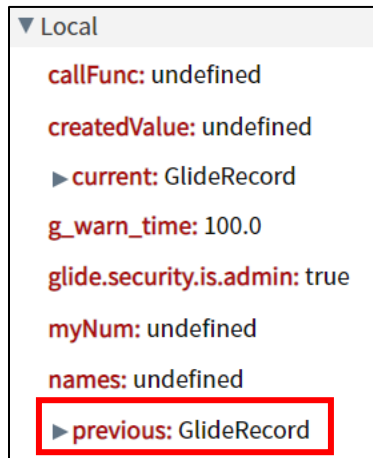 Local
callFunc: undefined
createdValue: undefined
current: GlideRecord
g_warn_time: 100.0
glide.security.is.admin: true
myNum: undefined
names: undefined
previous: GlideRecord